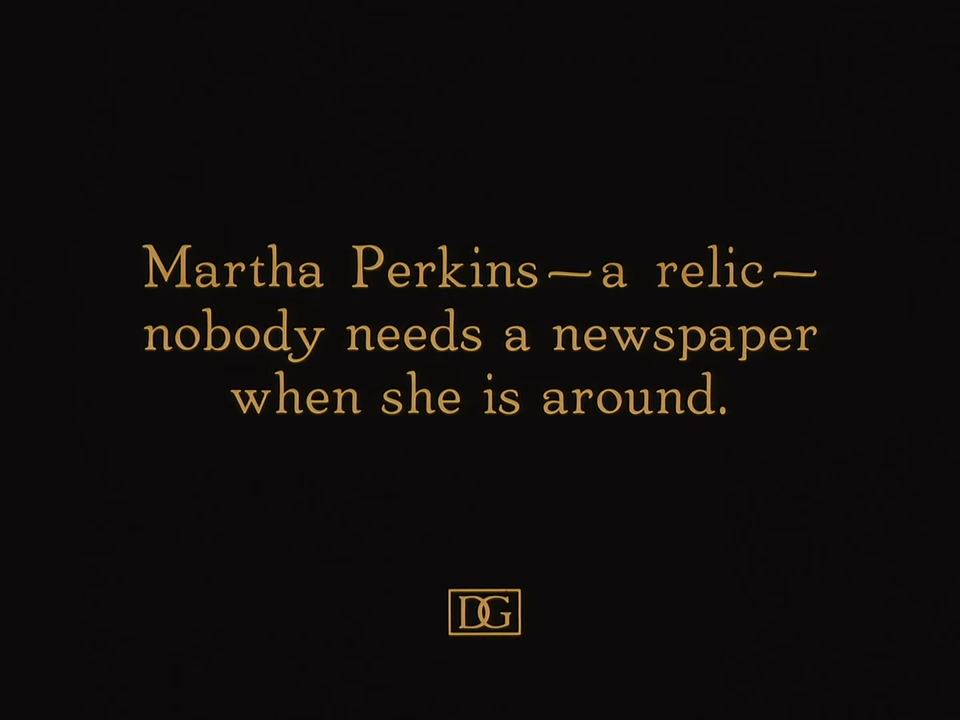 Martha Perkins—a relic—
nobody needs a newspaper
when she is around.
DG